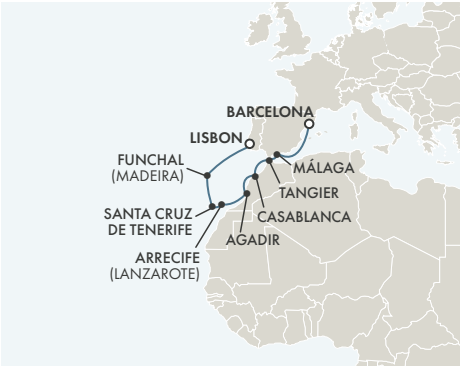 BARCELONA
LISBON
FUNCHAL
(MADEIRA)
MÁLAGA
TANGIER
SANTA CRUZ
DE TENERIFE
CASABLANCA
AGADIR
ARRECIFE
(LANZAROTE)